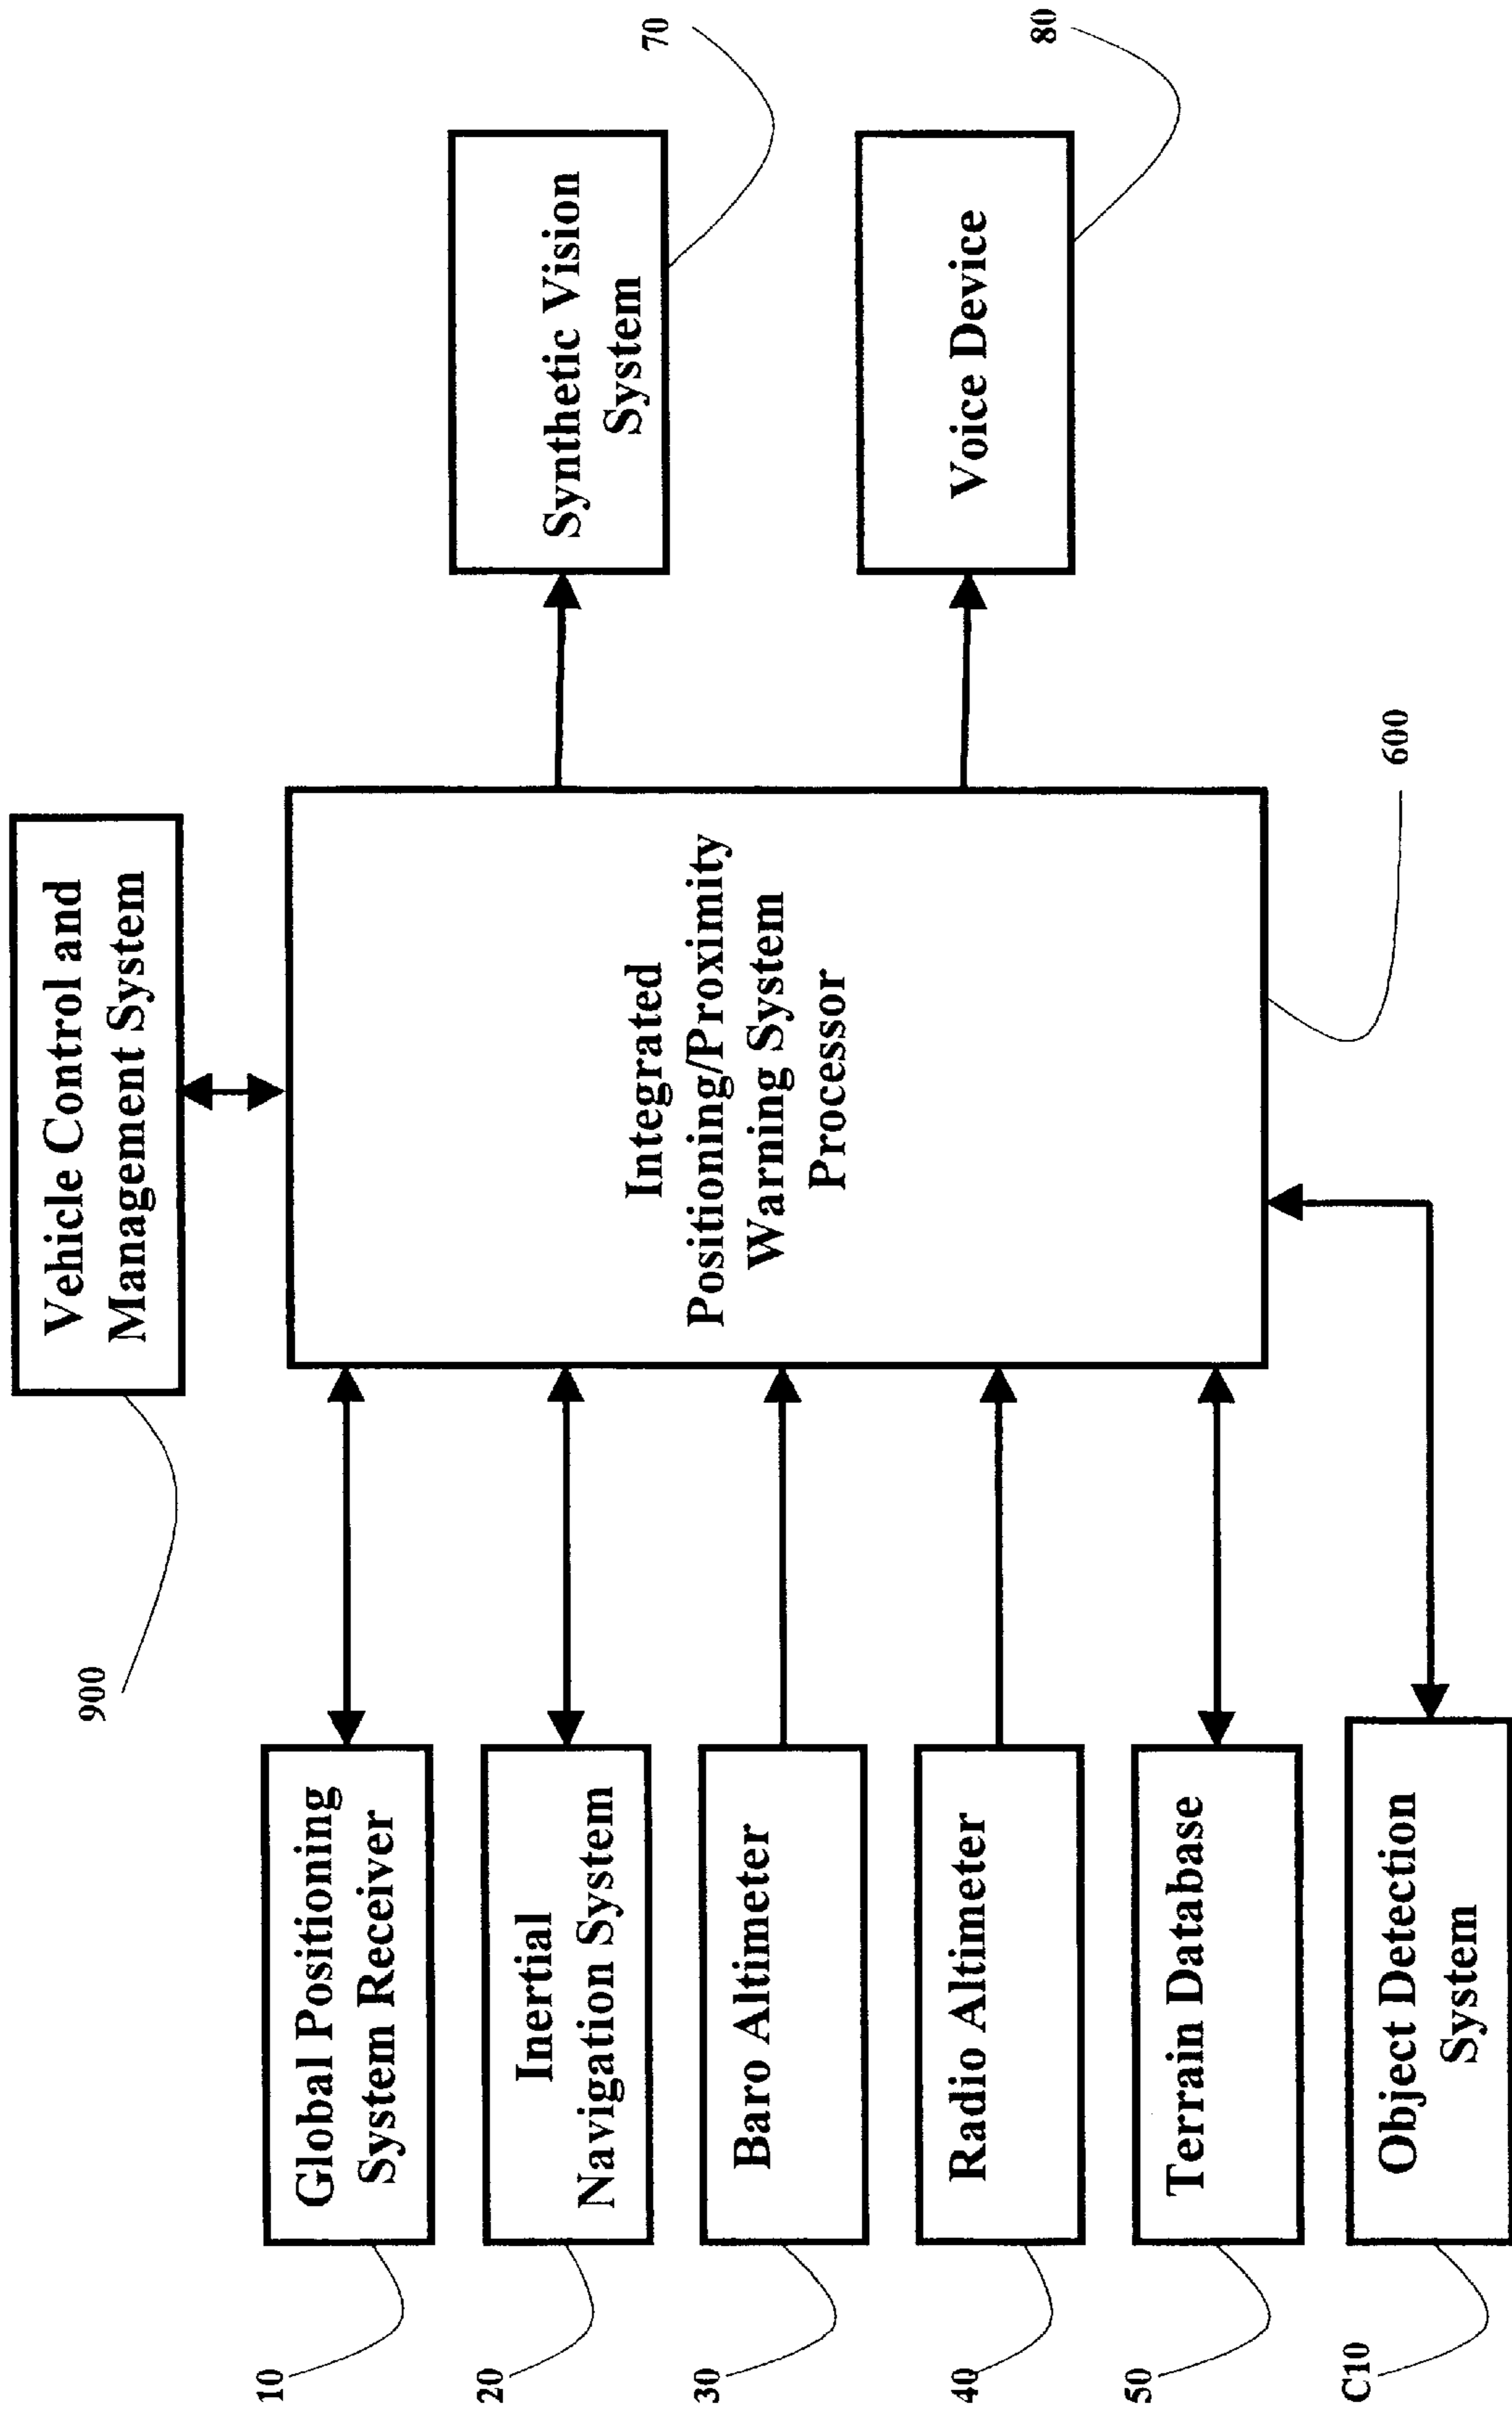 900
Vehicle Control and
Management System
10
Global Positioning
System Receiver
20
Inertial
Navigation System
30
Baro Altimeter
40
Radio Altimeter
50
Terrain Database
C10
Object Detection
System
Integrated
Positioning/Proximity
Warning System
Processor
600
Synthetic Vision
System
70
Voice Device
80